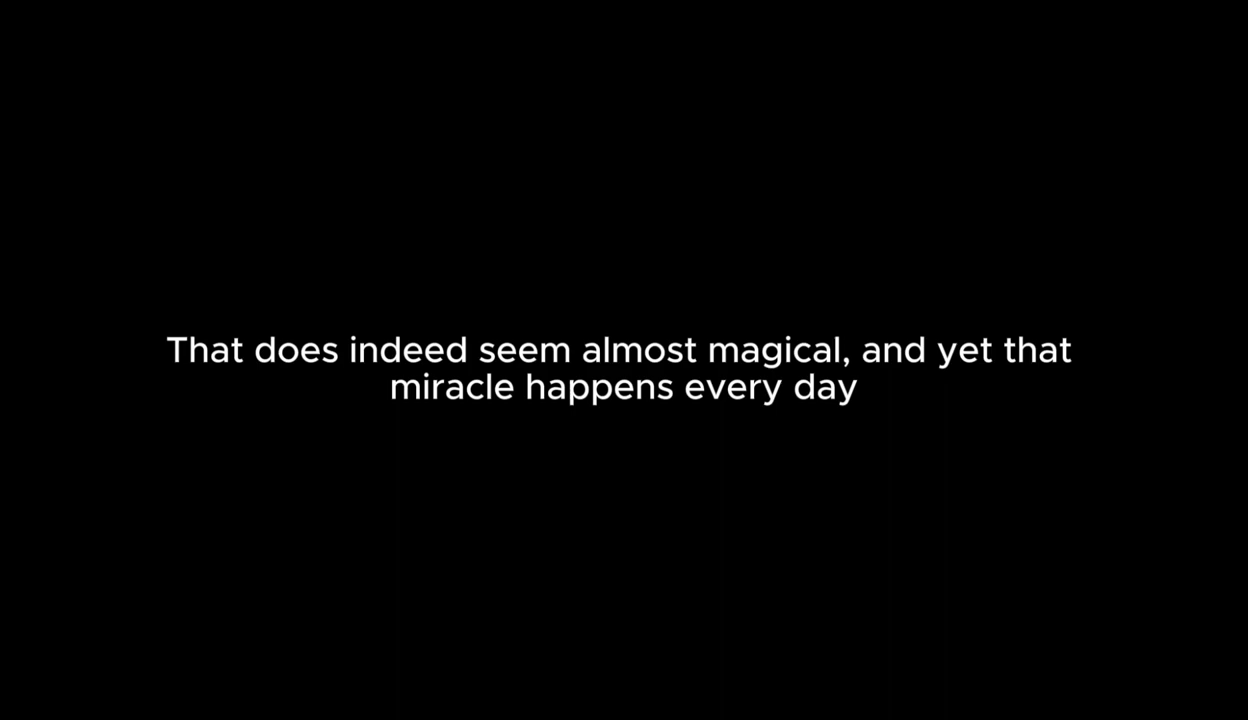 That does indeed seem almost magical, and yet that
miracle happens every day